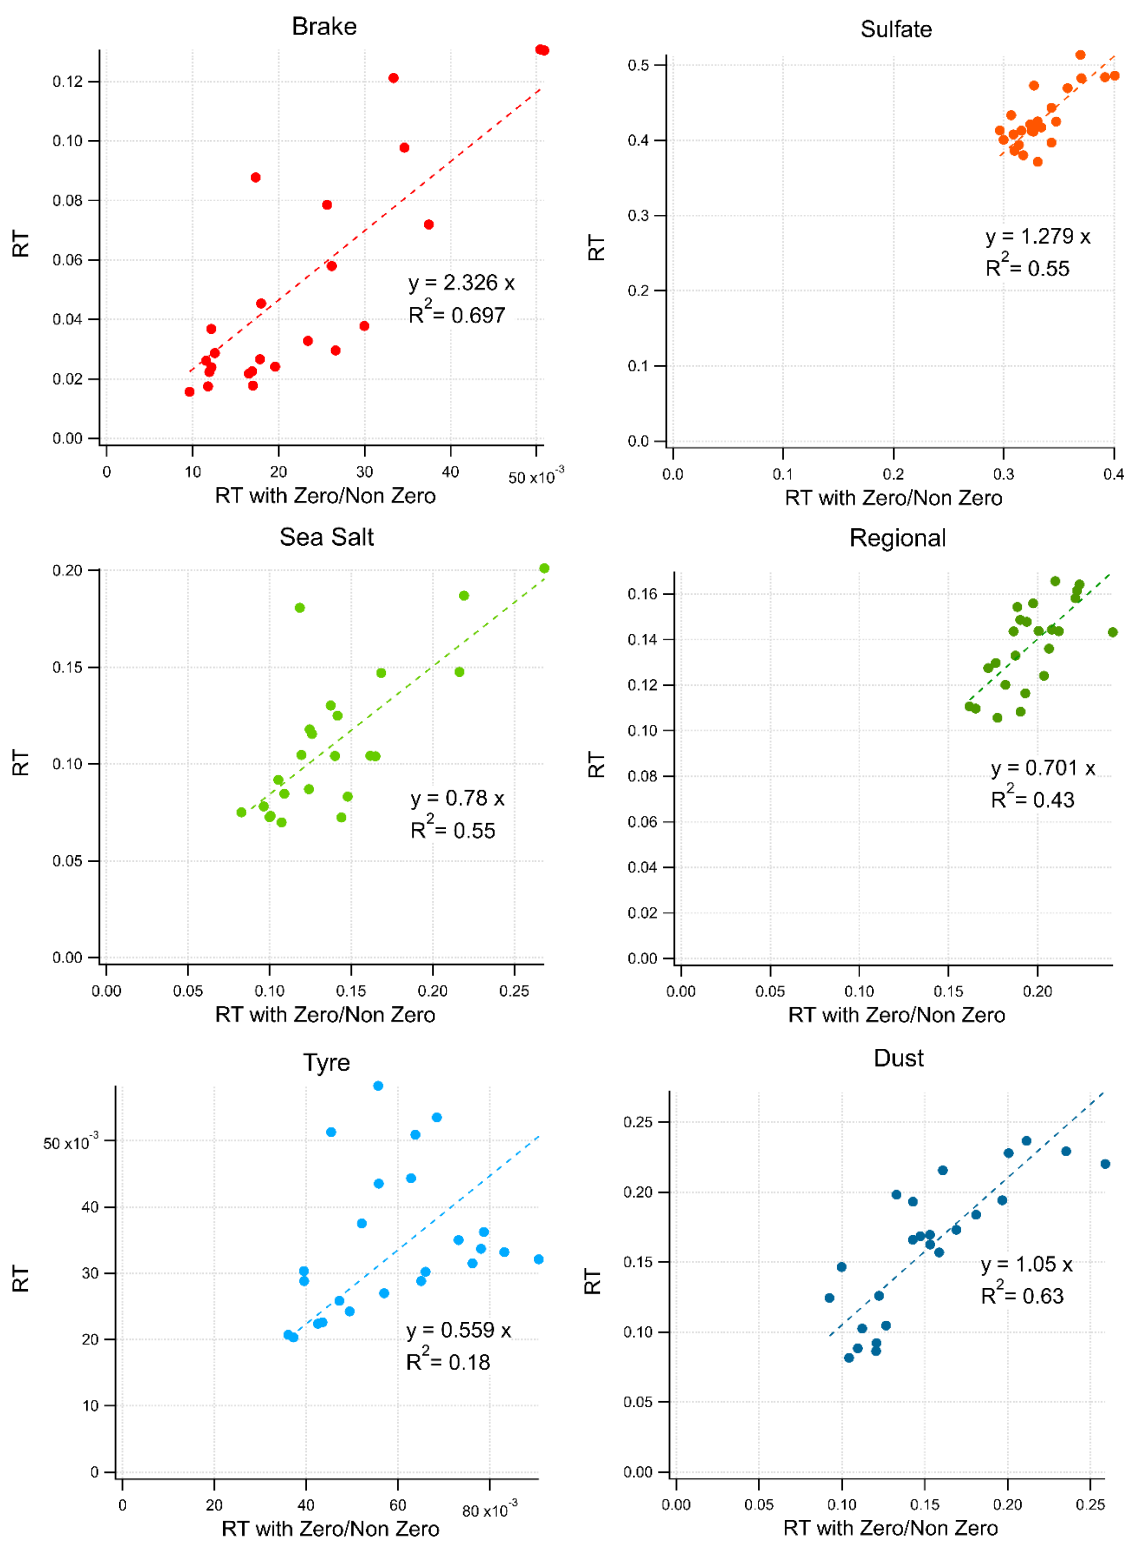 Brake
RT
0.12
0.10
0.08
0.06
0.04
0.02
0.00
y = 2.326 x
R²= 0.697
0 10 20 30 40 50 x10⁻³
RT with Zero/Non Zero
Sulfate
RT
0.5
0.4
0.3
0.2
0.1
0.0
y = 1.279 x
R²= 0.55
0.0 0.1 0.2 0.3 0.4
RT with Zero/Non Zero
Sea Salt
RT
0.20
0.15
0.10
0.05
0.00
y = 0.78 x
R²= 0.55
0.00 0.05 0.10 0.15 0.20 0.25
RT with Zero/Non Zero
Regional
RT
0.16
0.14
0.12
0.10
0.08
0.06
0.04
0.02
0.00
y = 0.701 x
R²= 0.43
0.00 0.05 0.10 0.15 0.20
RT with Zero/Non Zero
Tyre
RT
50 x10⁻³
40
30
20
10
0
y = 0.559 x
R²= 0.18
0 20 40 60 80 x10⁻³
RT with Zero/Non Zero
Dust
RT
0.25
0.20
0.15
0.10
0.05
0.00
y = 1.05 x
R²= 0.63
0.00 0.05 0.10 0.15 0.20 0.25
RT with Zero/Non Zero